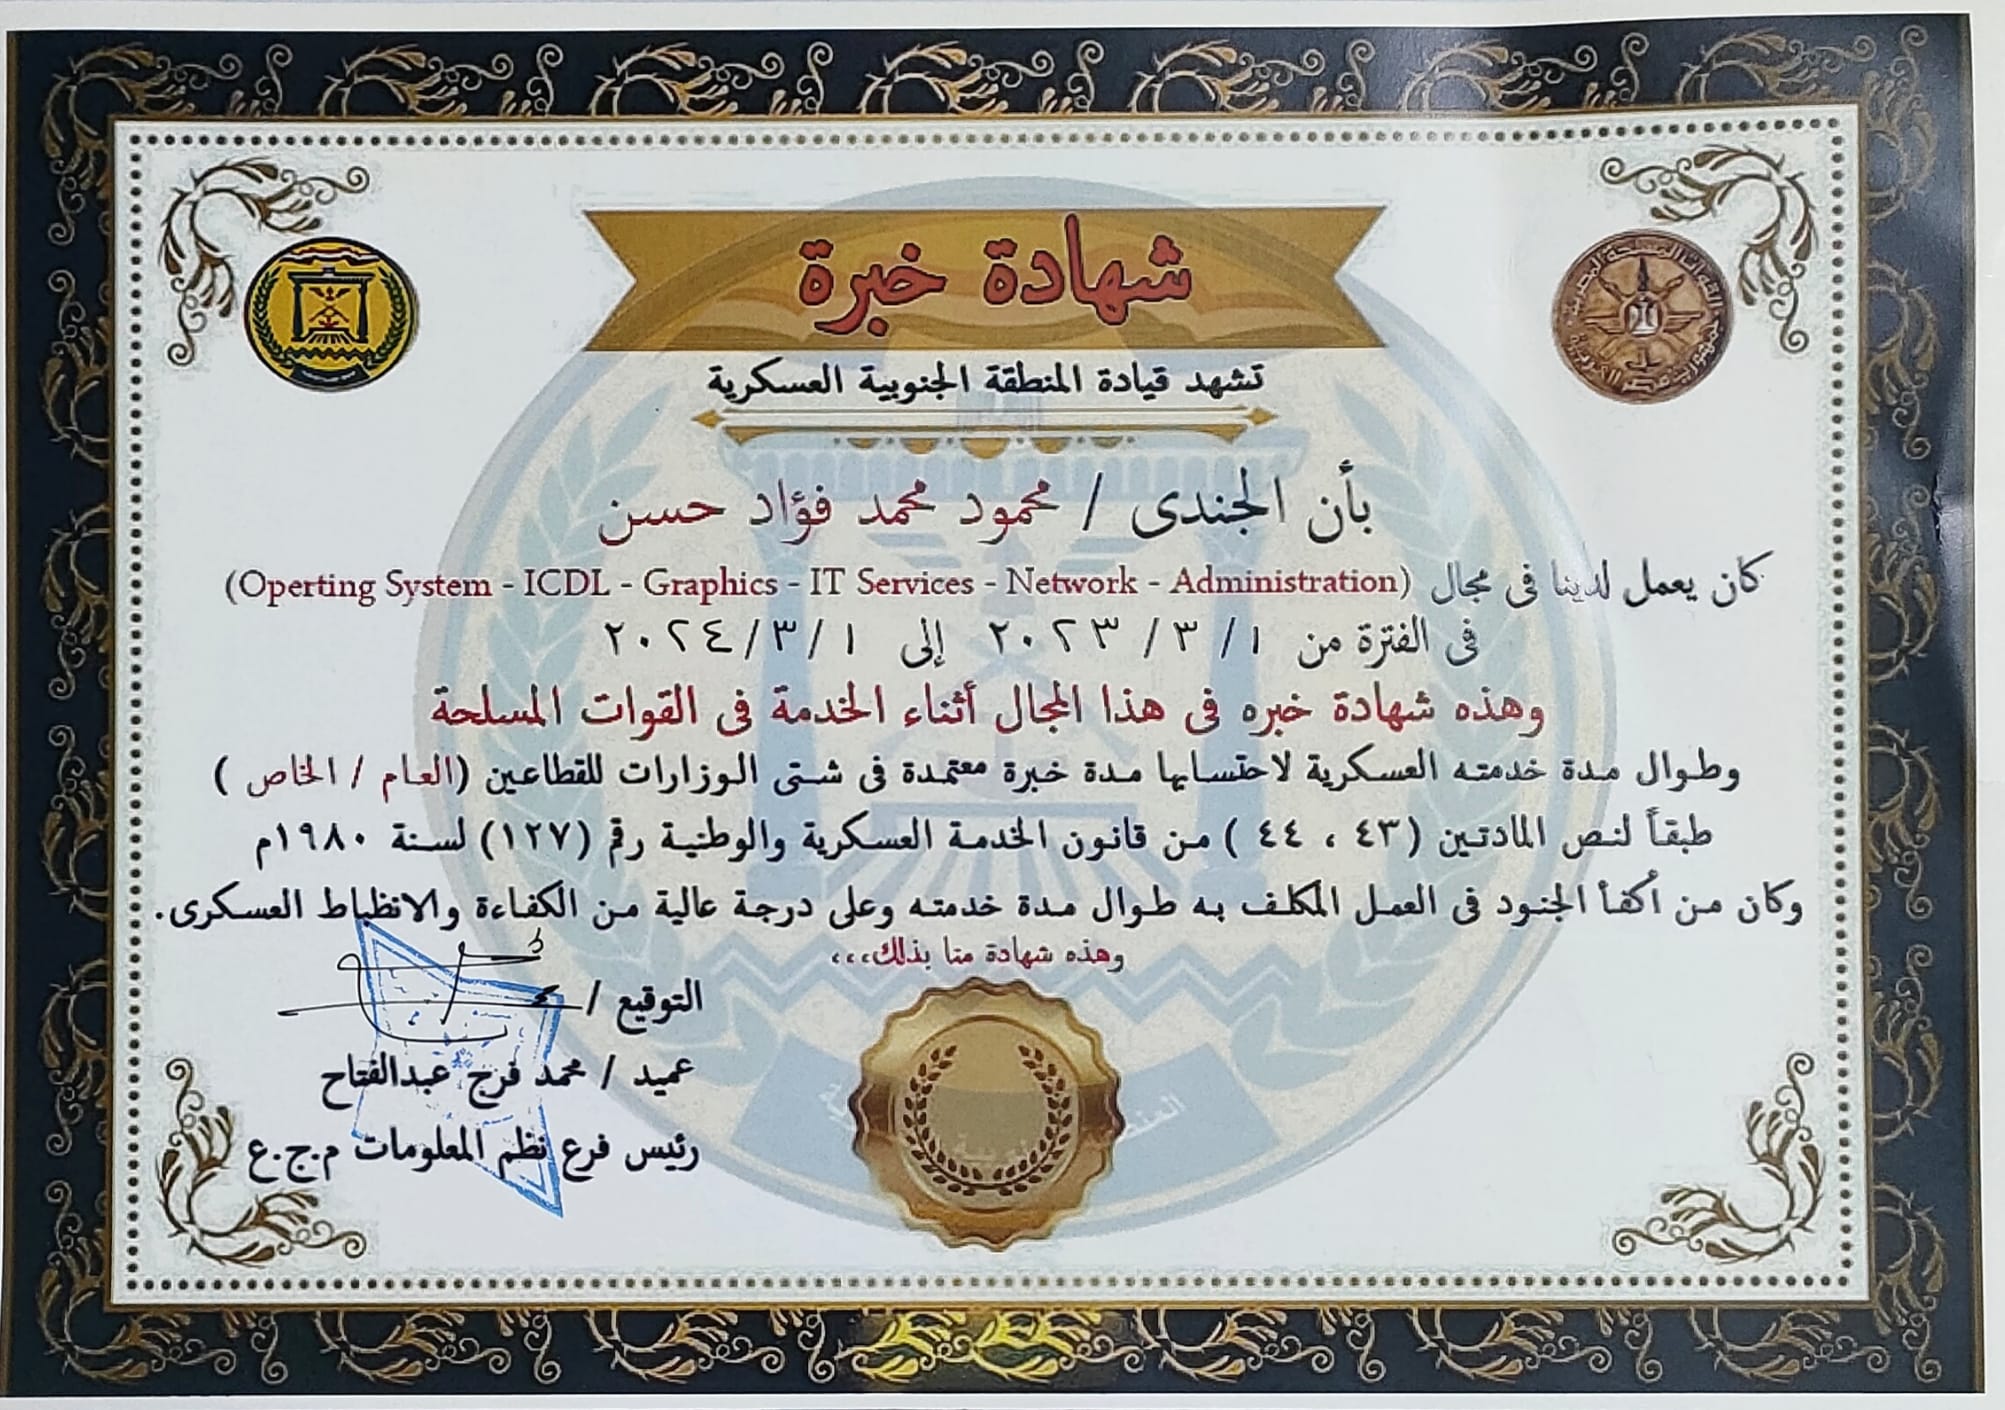 شهادة خبرة
تشهد قيادة المنطقة الجنوبية العسكرية
بأن الجندى / محمود محمد فؤاد حسن
كان يعمل لدينا فى مجال (Operting System - ICDL - Graphics - IT Services - Network - Administration)
فى الفترة من ١ / ٣ / ٢٠٢٣ إلى ١ / ٣ / ٢٠٢٤
وهذه شهادة خبره فى هذا المجال أثناء الخدمة فى القوات المسلحة
وطوال مدة خدمته العسكرية لاحتسابها مدة خبرة معتمدة فى شتى الوزارات للقطاعين (العام / الخاص )
طبقاً لنص المادتين (٤٣ ، ٤٤ ) من قانون الخدمة العسكرية والوطنية رقم (١٢٧) لسنة ١٩٨٠م
وكان من أكفأ الجنود فى العمل المكلف به طوال مدة خدمته وعلى درجة عالية من الكفاءة والانظباط العسكرى.
وهذه شهادة منا بذلك،،،
التوقيع /
عميد / محمد فرج عبدالفتاح
رئيس فرع نظم المعلومات م.ج.ع